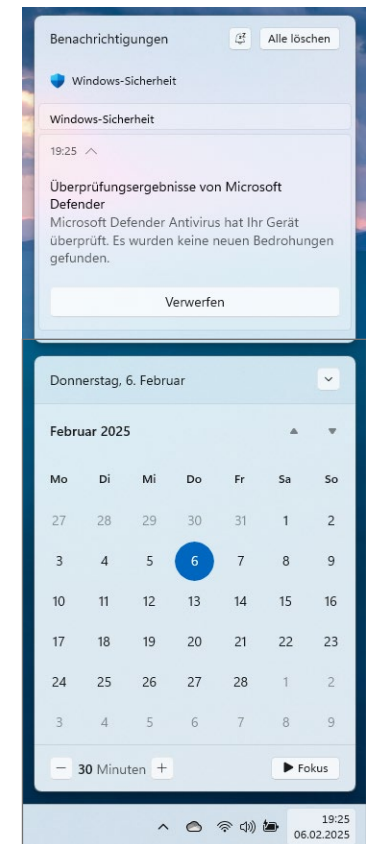 Benachrichtigungen Alle löschen
Windows-Sicherheit
Windows-Sicherheit
19:25
Überprüfungsergebnisse von Microsoft
Defender
Microsoft Defender Antivirus hat Ihr Gerät
überprüft. Es wurden keine neuen Bedrohungen
gefunden.
Verwerfen
Donnerstag, 6. Februar
Februar 2025
Mo Di Mi Do Fr Sa So
27 28 29 30 31 1 2
3 4 5 6 7 8 9
10 11 12 13 14 15 16
17 18 19 20 21 22 23
24 25 26 27 28 1 2
3 4 5 6 7 8 9
30 Minuten Fokus
19:25
06.02.2025